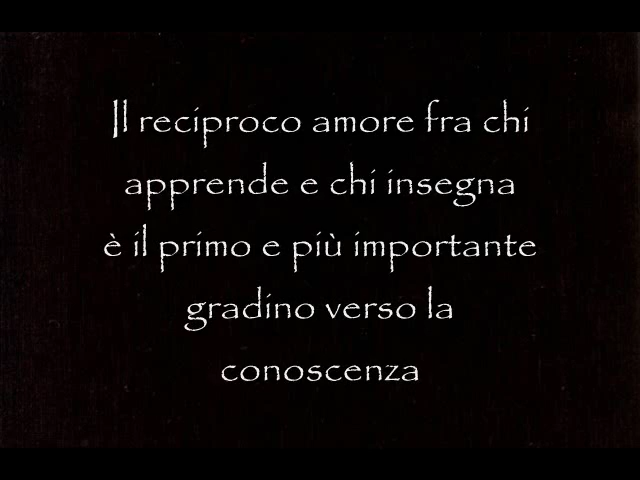 Il reciproco amore fra chi
apprende e chi insegna
è il primo e più importante
gradino verso la
conoscenza